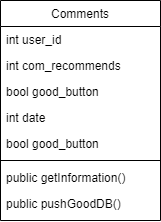 Comments
int user_id
int com_recommends
bool good_button
int date
bool good_button
public getInformation()
public pushGoodDB()